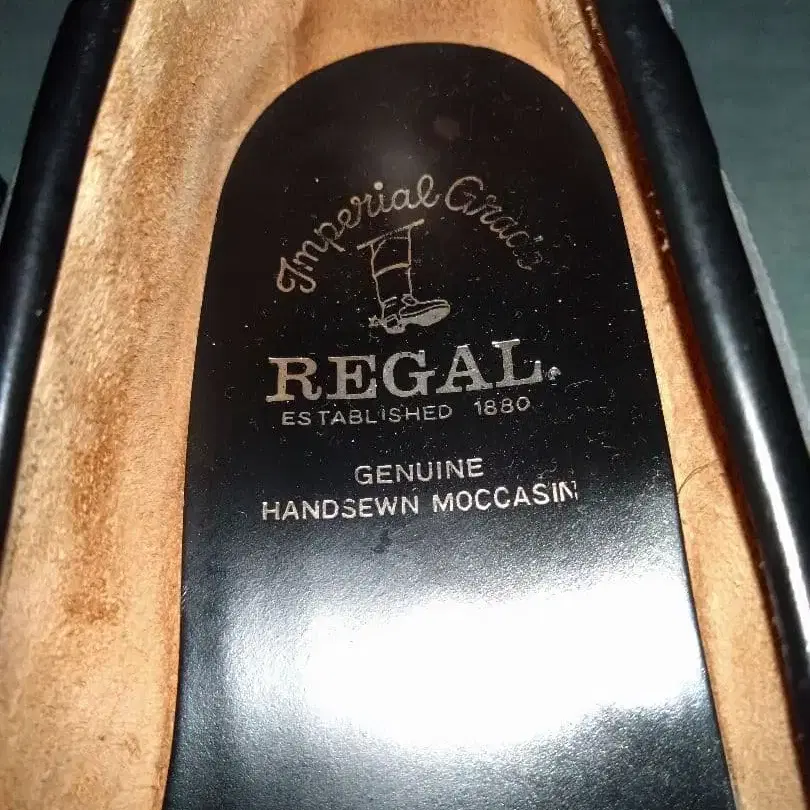 Imperial Grade
REGAL.
ESTABLISHED 1880
GENUINE
HANDSEWN MOCCASIN